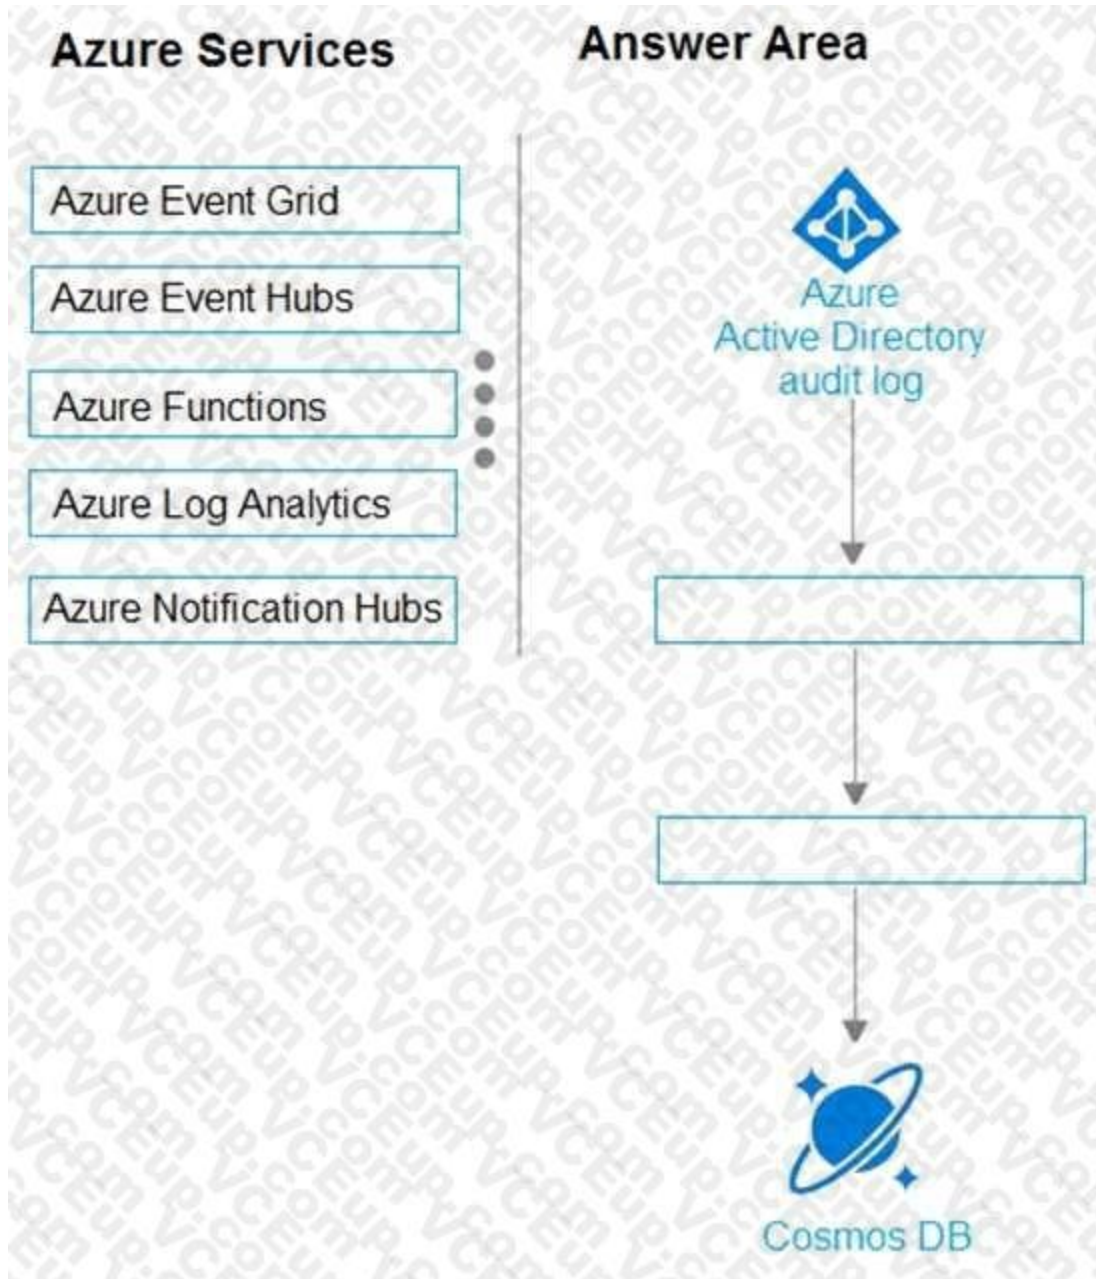 Azure Services
Answer Area
Azure Event Grid
Azure Event Hubs
Azure Functions
Azure Log Analytics
Azure Notification Hubs
Azure
Active Directory
audit log
Cosmos DB